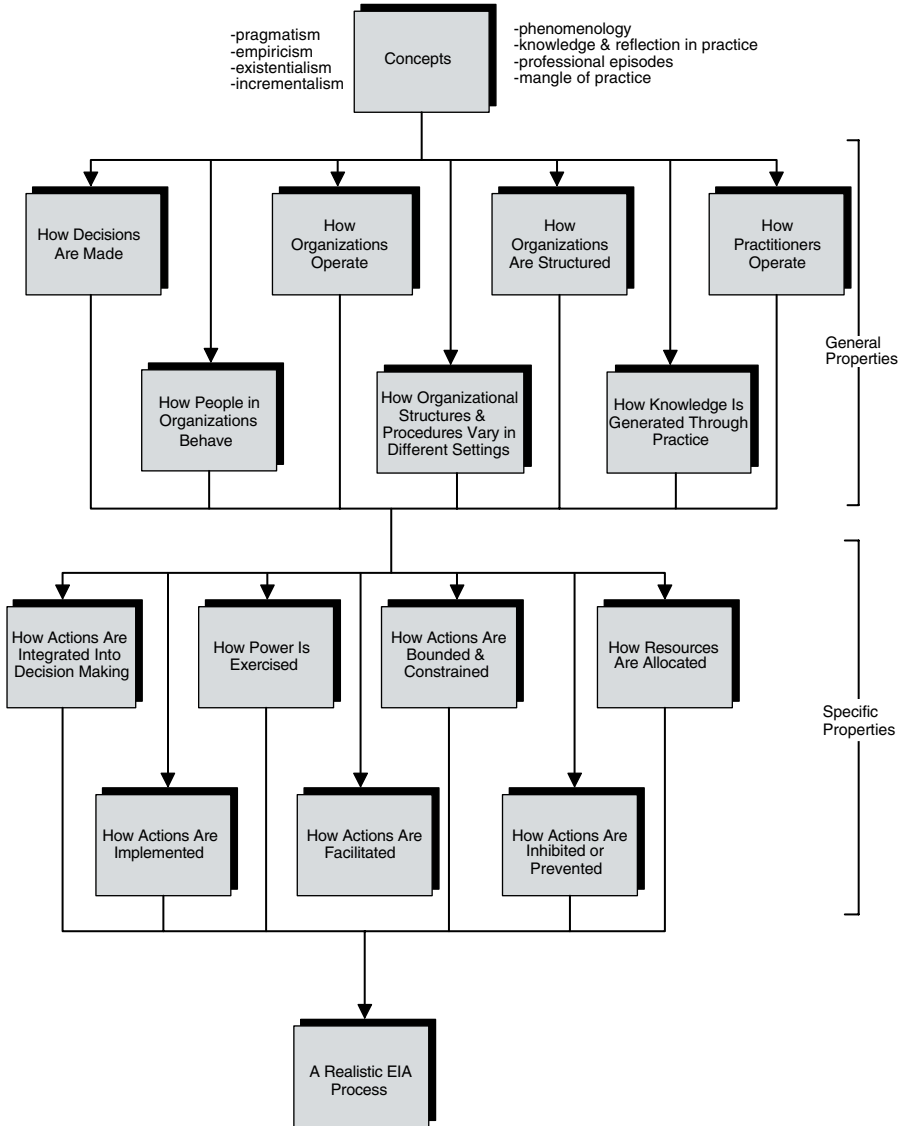 -pragmatism
-empiricism
-existentialism
-incrementalism
Concepts
-phenomenology
-knowledge & reflection in practice
-professional episodes
-mangle of practice
How Decisions
Are Made
How
Organizations
Operate
How
Organizations
Are Structured
How
Practitioners
Operate
General
Properties
How People in
Organizations
Behave
How Organizational
Structures &
Procedures Vary in
Different Settings
How Knowledge Is
Generated Through
Practice
How Actions Are
Integrated Into
Decision Making
How Power Is
Exercised
How Actions Are
Bounded &
Constrained
How Resources
Are Allocated
Specific
Properties
How Actions Are
Implemented
How Actions Are
Facilitated
How Actions Are
Inhibited or
Prevented
A Realistic EIA
Process